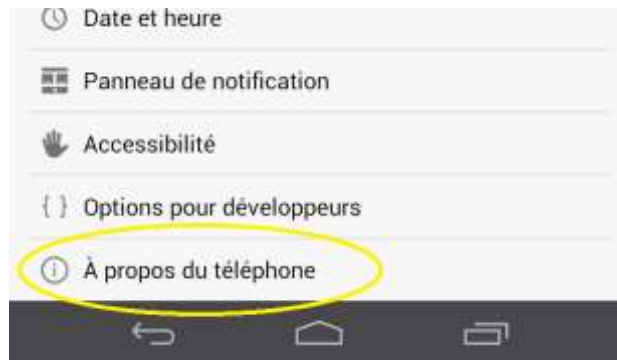 Date et heure
Panneau de notification
Accessibilité
{ } Options pour développeurs
À propos du téléphone